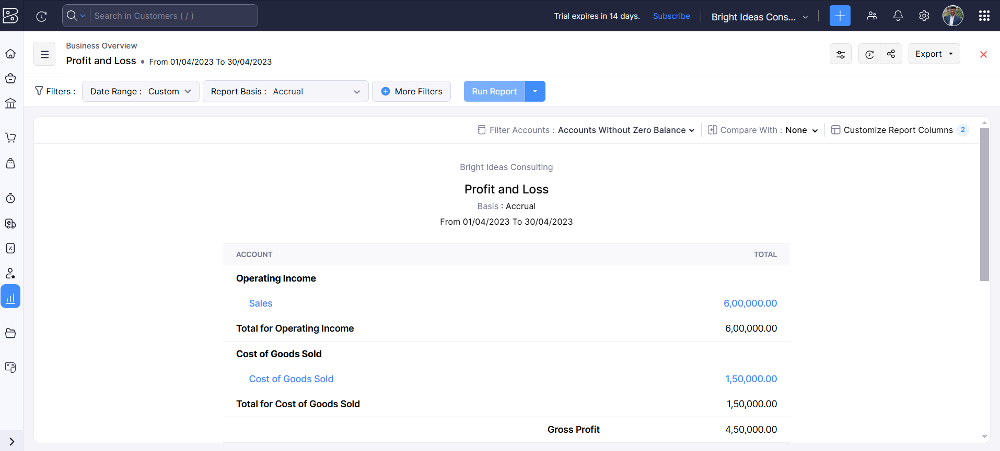 Search in Customers ( / )
Trial expires in 14 days.
Subscribe
Bright Ideas Cons...
Business Overview
Profit and Loss • From 01/04/2023 To 30/04/2023
Export
Filters :
Date Range : Custom
Report Basis : Accrual
More Filters
Run Report
Filter Accounts : Accounts Without Zero Balance
Compare With : None
Customize Report Columns 2
Bright Ideas Consulting
Profit and Loss
Basis : Accrual
From 01/04/2023 To 30/04/2023
ACCOUNT TOTAL
Operating Income
Sales 6,00,000.00
Total for Operating Income 6,00,000.00
Cost of Goods Sold
Cost of Goods Sold 1,50,000.00
Total for Cost of Goods Sold 1,50,000.00
Gross Profit 4,50,000.00